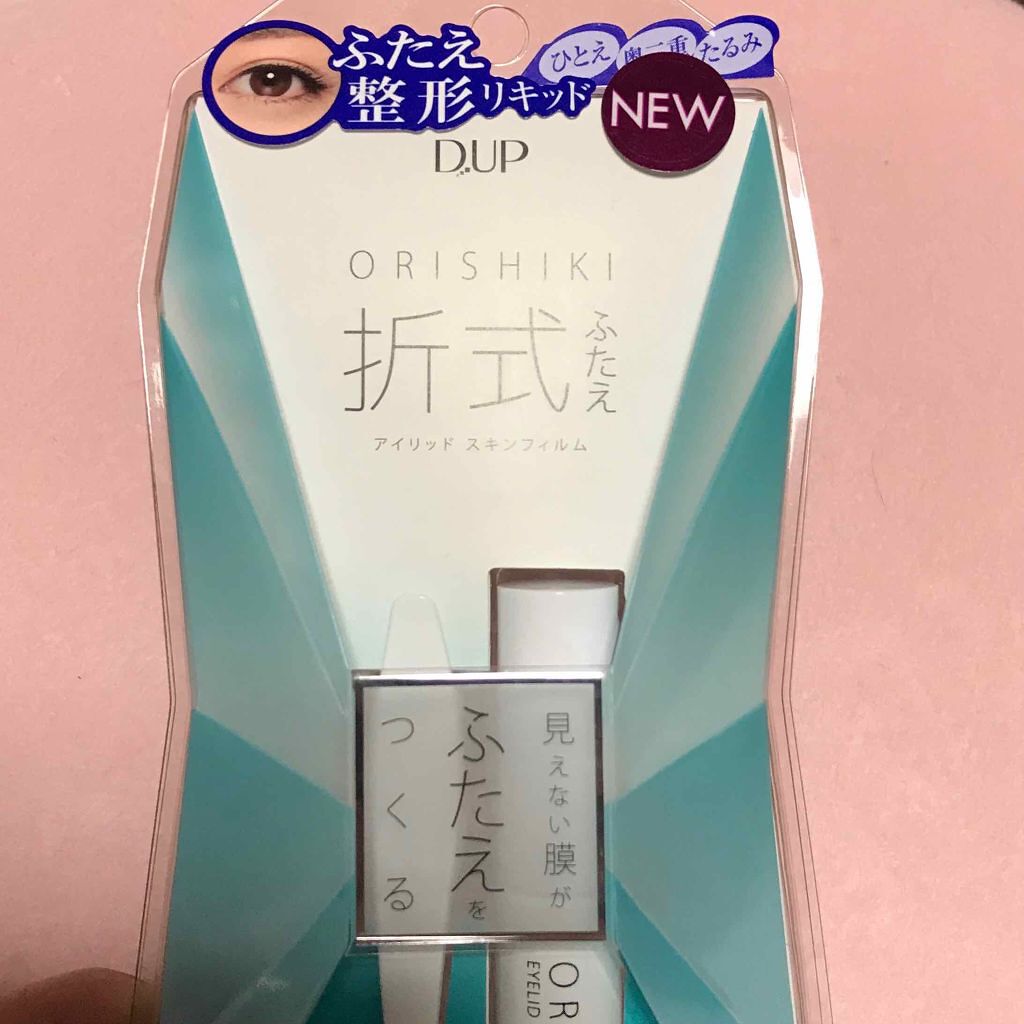 ふたえ
整形リキッド
ひとえ
奥二重
たるみ
NEW
D.UP
ORISHIKI
折式
ふたえ
アイリッド スキンフィルム
見えない膜が
ふたえを
つくる
OR
EYELID